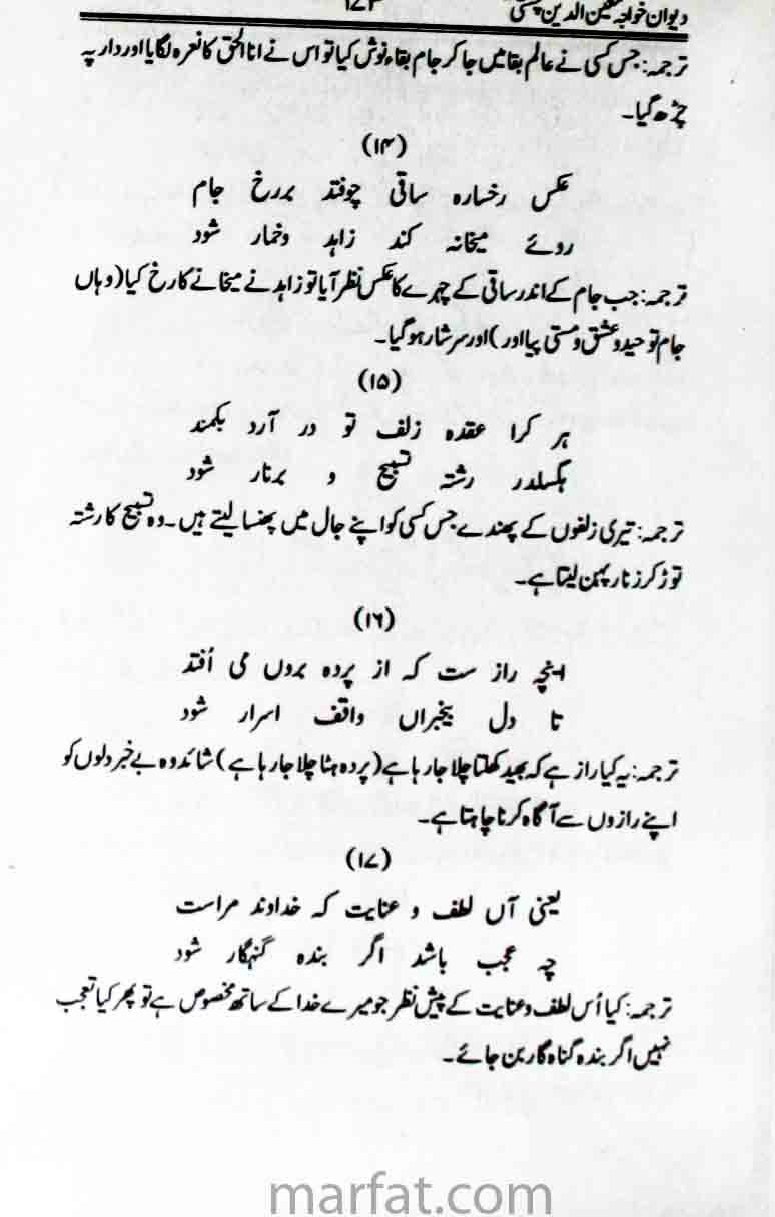 دیوان خواجہ معین الدین چشتی
ترجمہ: جس کسی نے عالم بقا میں جا کر جام بقاء نوش کیا تو اس نے انا الحق کا نعرہ لگایا اور دار پہ
چڑھ گیا۔
(۱۴)
عکس رخسارہ ساقی چوفتد بررخ جام
روئے میخانہ کند زاہد وخمار شود
ترجمہ: جب جام کے اندر ساقی کے چہرے کا عکس نظر آیا تو زاہد نے میخانے کا رخ کیا (وہاں
جام توحید و عشق و مستی پیا اور) اور سرشار ہو گیا۔
(۱۵)
ہر کرا عقدہ زلف تو در آرد بکمند
بگسلدر رشتہ تسبیح و برنار شود
ترجمہ: تیری زلفوں کے پھندے جس کسی کو اپنے جال میں پھنسا لیتے ہیں۔ وہ تسبیح کا رشتہ
توڑ کر زنار پہن لیتا ہے۔
(۱۶)
اینچہ راز ست کہ از پردہ بروں می اُفتد
تا دل بیخبراں واقف اسرار شود
ترجمہ: یہ کیا راز ہے کہ بھید کھلتا چلا جا رہا ہے (پردہ ہٹا چلا جا رہا ہے) شائد وہ بے خبر دلوں کو
اپنے رازوں سے آگاہ کرنا چاہتا ہے۔
(۱۷)
یعنی آں لطف و عنایت کہ خداوند مراست
چہ عجب باشد اگر بندہ گنہگار شود
ترجمہ: کیا اُس لطف و عنایت کے پیش نظر جو میرے خدا کے ساتھ مخصوص ہے تو پھر کیا تعجب
نہیں اگر بندہ گناہ گار بن جائے۔
marfat.com